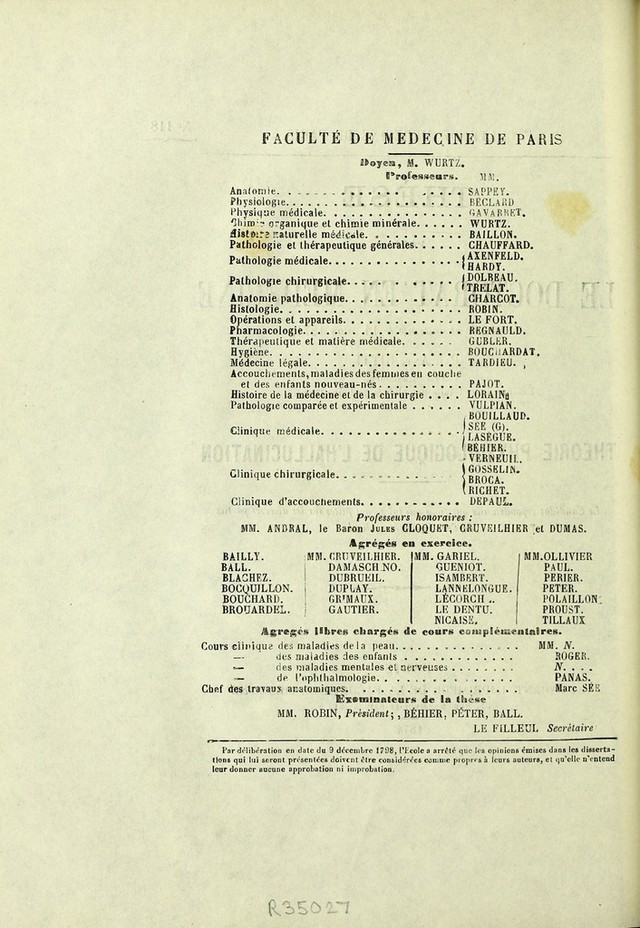 FACULTÉ DE MEDECINE DE PARIS
Doyen, M. WURTZ.
Professeurs. MM.
Anatomie. . . . . . . . . . . . . . . . . . SAPPEY.
Physiologie. . . . . . . . . . . . . . . . . BECLARD
Physique médicale. . . . . . . . . . . . . . . GAVARRET.
Chimie organique et chimie minérale. . . . . . WURTZ.
Histoire naturelle médicale. . . . . . . . . . BAILLON.
Pathologie et thérapeutique générales. . . . . . CHAUFFARD.
Pathologie médicale. . . . . . . . . . . . . . . { AXENFELD.
HARDY.
Pathologie chirurgicale. . . . . . . . . . . . { DOLBEAU.
TRELAT.
Anatomie pathologique. . . . . . . . . . . . CHARCOT.
Histologie. . . . . . . . . . . . . . . . . . ROBIN.
Opérations et appareils. . . . . . . . . . . . LE FORT.
Pharmacologie. . . . . . . . . . . . . . . . . REGNAULD.
Thérapeutique et matière médicale. . . . . . GUBLER.
Hygiène. . . . . . . . . . . . . . . . . . . BOUCHARDAT.
Médecine légale. . . . . . . . . . . . . . . TARDIEU.
Accouchements, maladies des femmes en couche
et des enfants nouveau-nés. . . . . . . . . . PAJOT.
Histoire de la médecine et de la chirurgie . . . . LORAIN
Pathologie comparée et expérimentale . . . . . . VULPIAN.
BOUILLAUD.
Clinique médicale. . . . . . . . . . . . . . . { SEE (G).
LASEGUE.
BÉHIER.
VERNEUIL.
Clinique chirurgicale. . . . . . . . . . . . { GOSSELIN.
BROCA.
RICHET.
Clinique d'accouchements. . . . . . . . . . . . DEPAUL.
Professeurs honoraires :
MM. ANDRAL, le Baron JULES CLOQUET, CRUVEILHIER et DUMAS.
Agrégés en exercice.
BAILLY. MM. CRUVEILHIER. MM. GARIEL. MM. OLLIVIER
BALL. DAMASCHINO. GUENIOT. PAUL.
BLACHEZ. DUBRUEIL. ISAMBERT. PERIER.
BOCQUILLON. DUPLAY. LANNELONGUE. PETER.
BOUCHARD. GRIMAUX. LÉCORCH . POLAILLON.
BROUARDEL. GAUTIER. LE DENTU. PROUST.
NICAISE. TILLAUX
Agregés libres chargés de cours complémentaires.
Cours clinique des maladies de la peau. . . . . . . . . . . . . MM. N.
— des maladies des enfants . . . . . . . . . . . . ROGER.
— des maladies mentales et nerveuses . . . . . . . . N. . . .
— de l'ophthalmologie. . . . . . . . . . . . . PANAS.
Chef des travaux anatomiques. . . . . . . . . . . . . . . Marc SÉE
Examinateurs de la thèse
MM. ROBIN, Président; , BÉHIER, PÉTER, BALL.
LE FILLEUL Secrétaire
Par délibération en date du 9 décembre 1798, l'Ecole a arrêté que les opinions émises dans les disserta-
tions qui lui seront présentées doivent être considérées comme propres à leurs auteurs, et qu'elle n'entend
leur donner aucune approbation ni improbation.
R35027